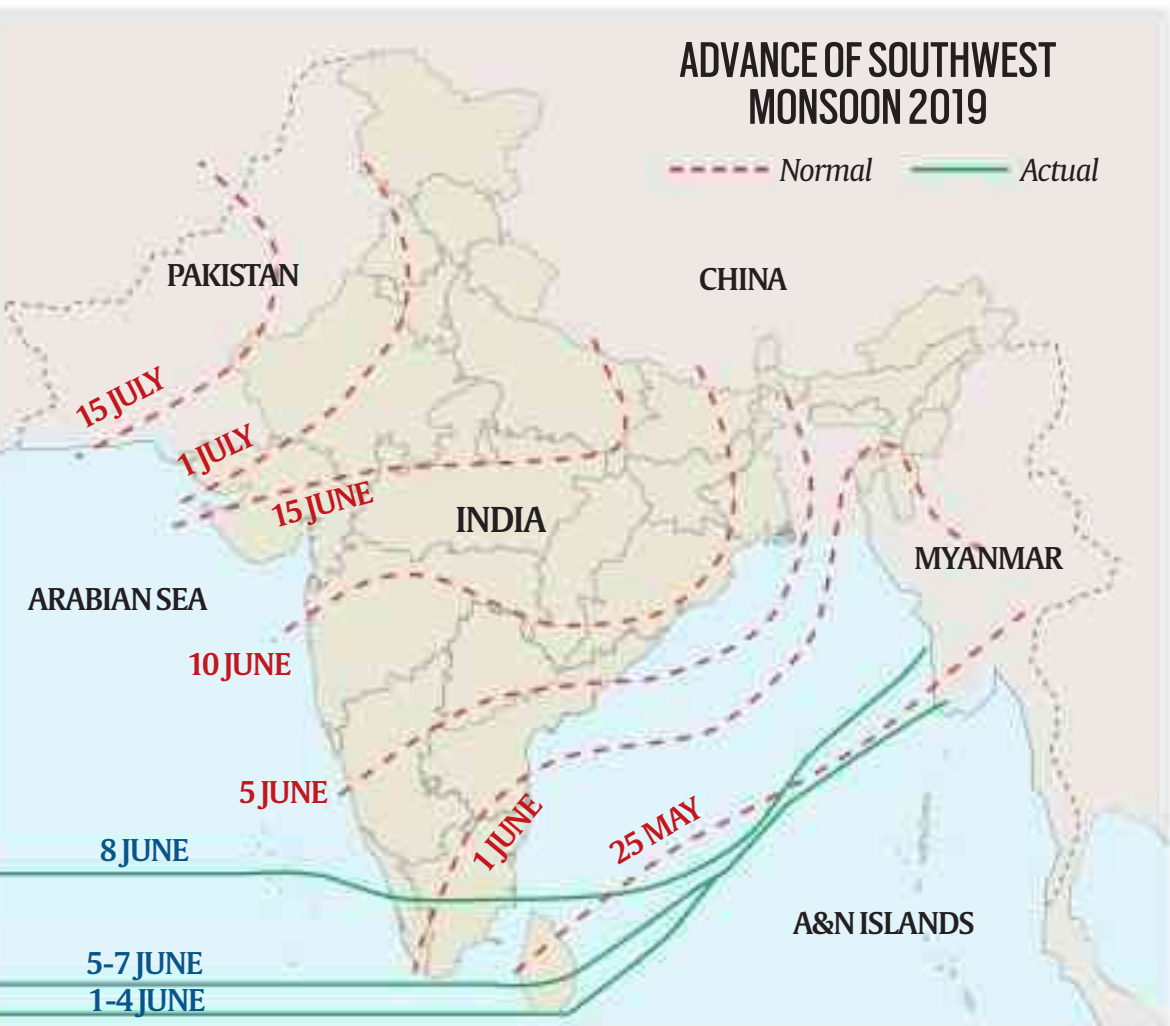 ADVANCE OF SOUTHWEST
MONSOON 2019
Normal
Actual
PAKISTAN
CHINA
15 JULY
1 JULY
15 JUNE
INDIA
MYANMAR
ARABIAN SEA
10 JUNE
5 JUNE
1 JUNE
25 MAY
8 JUNE
A&N ISLANDS
5-7 JUNE
1-4 JUNE